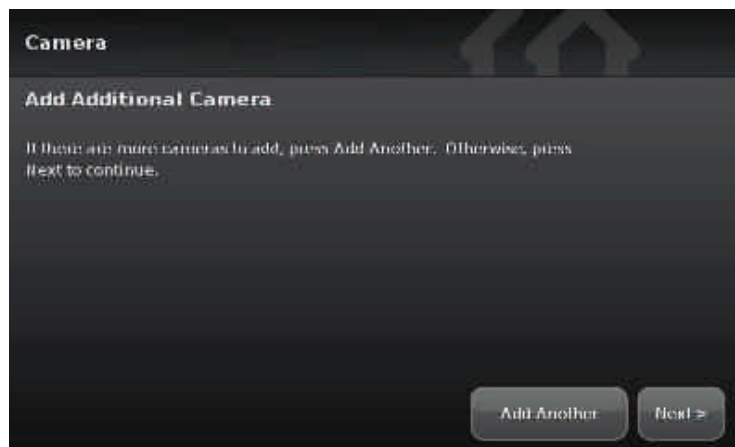 Camera
Add Additional Camera
If there are more cameras to add, press Add Another. Otherwise, press
Next to continue.
Add Another
Next >